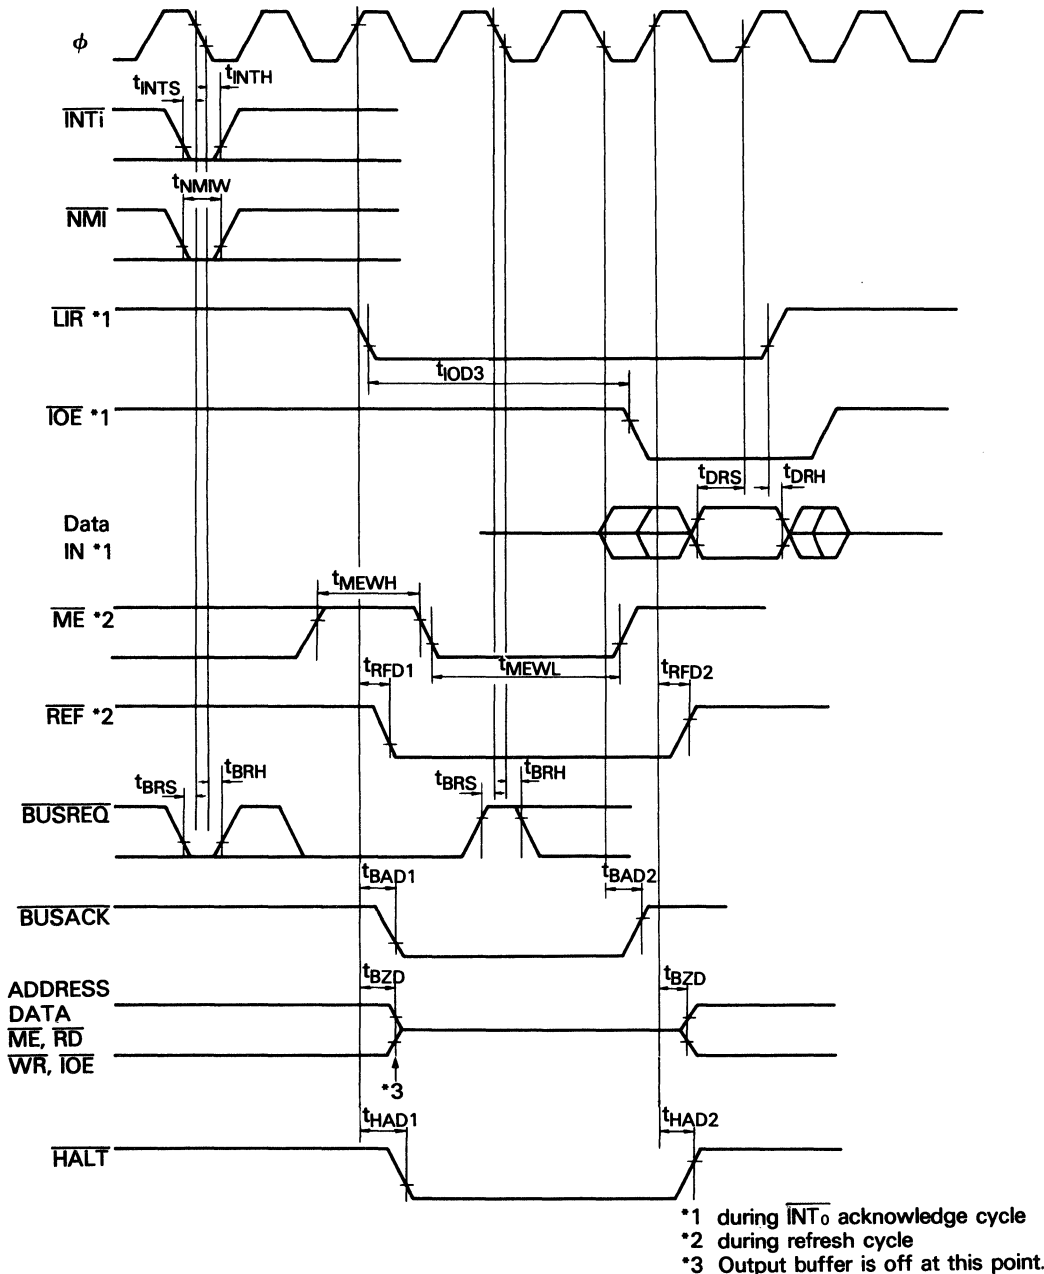 ϕ
tINTS tINTH
INTi
tNMIW
NMI
LIR *1
tIOD3
IOE *1
tDRS tDRH
Data
IN *1
tMEWH
ME *2
tMEWL
tRFD1 tRFD2
REF *2
tBRS tBRH tBRS tBRH
BUSREQ
tBAD1 tBAD2
BUSACK
tBZD tBZD
ADDRESS
DATA
ME, RD
WR, IOE
*3
tHAD1 tHAD2
HALT
*1 during INT0 acknowledge cycle
*2 during refresh cycle
*3 Output buffer is off at this point.